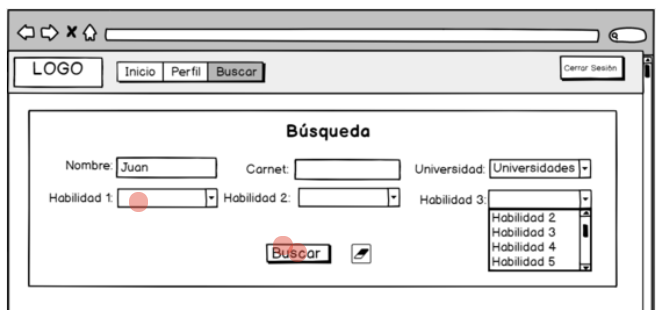 LOGO Inicio Perfil Buscar Cerrar Sesión
Búsqueda
Nombre: Juan Carnet: Universidad: Universidades
Habilidad 1: Habilidad 2: Habilidad 3:
Habilidad 2
Habilidad 3
Habilidad 4
Habilidad 5
Buscar